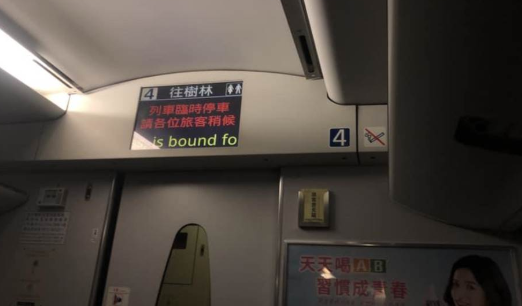 4 往樹林
列車臨時停車
請各位旅客稍候
is bound fo
4
天天喝AB
習慣成青春